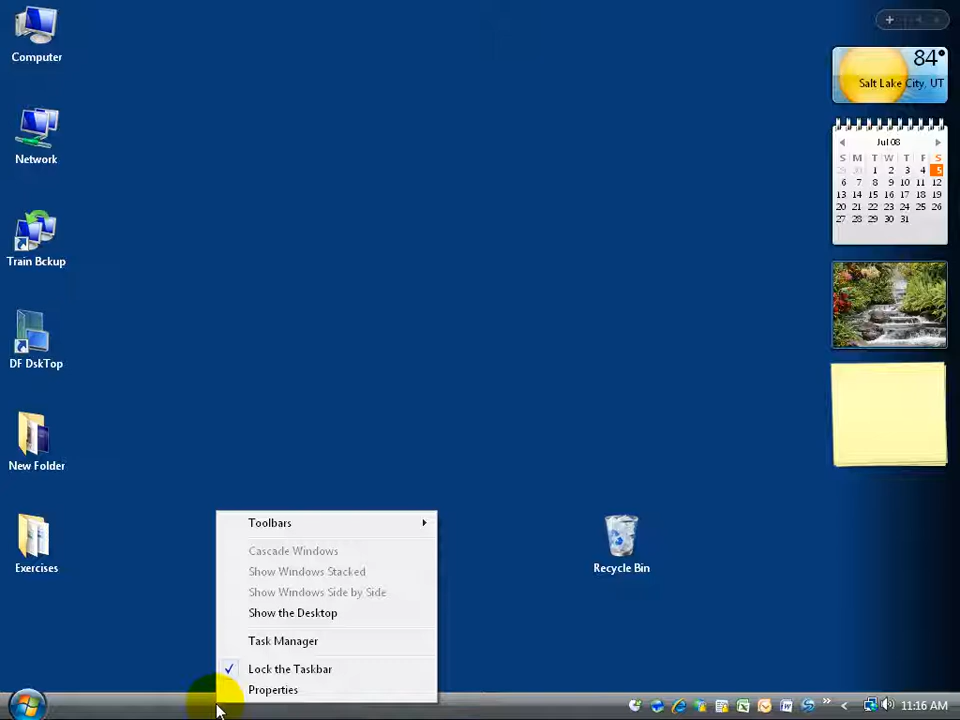 Computer
Network
Train Bckup
DF DskTop
New Folder
Exercises
Toolbars
Cascade Windows
Show Windows Stacked
Show Windows Side by Side
Show the Desktop
Task Manager
Lock the Taskbar
Properties
Recycle Bin
84°
Salt Lake City, UT
Jul 08
S M T W T F S
29 30 1 2 3 4 5
6 7 8 9 10 11 12
13 14 15 16 17 18 19
20 21 22 23 24 25 26
27 28 29 30 31
11:16 AM